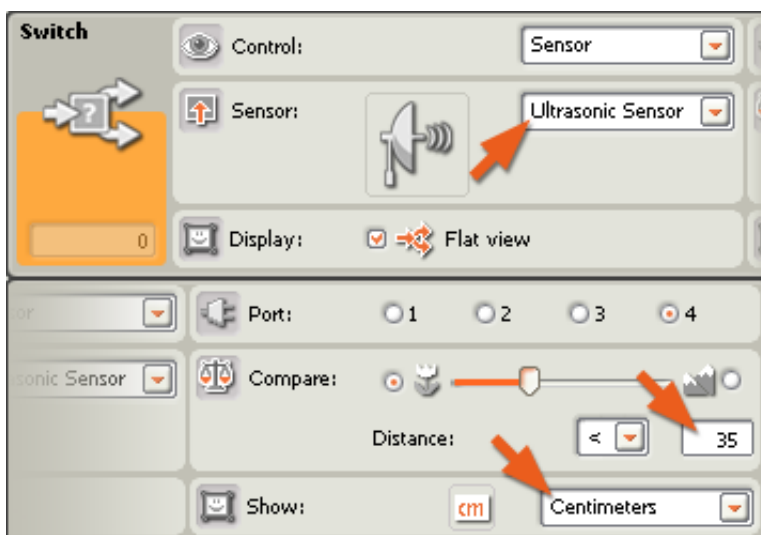 Switch
Control: Sensor
Sensor: Ultrasonic Sensor
0
Display: Flat view
or Port: 1 2 3 4
sonic Sensor Compare:
Distance: < 35
Show: cm Centimeters